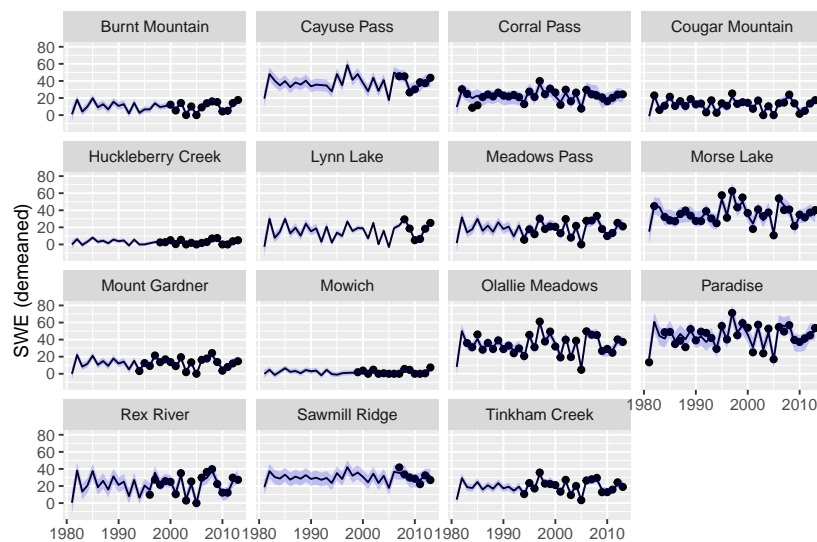 Burnt Mountain Cayuse Pass Corral Pass Cougar Mountain
80
60
40
20
0
Huckleberry Creek Lynn Lake Meadows Pass Morse Lake
80
60
40
20
0
SWE (demeaned)
Mount Gardner Mowich Olallie Meadows Paradise
80
60
40
20
0
1980 1990 2000 2010
Rex River Sawmill Ridge Tinkham Creek
80
60
40
20
0
1980 1990 2000 2010 1980 1990 2000 2010 1980 1990 2000 2010